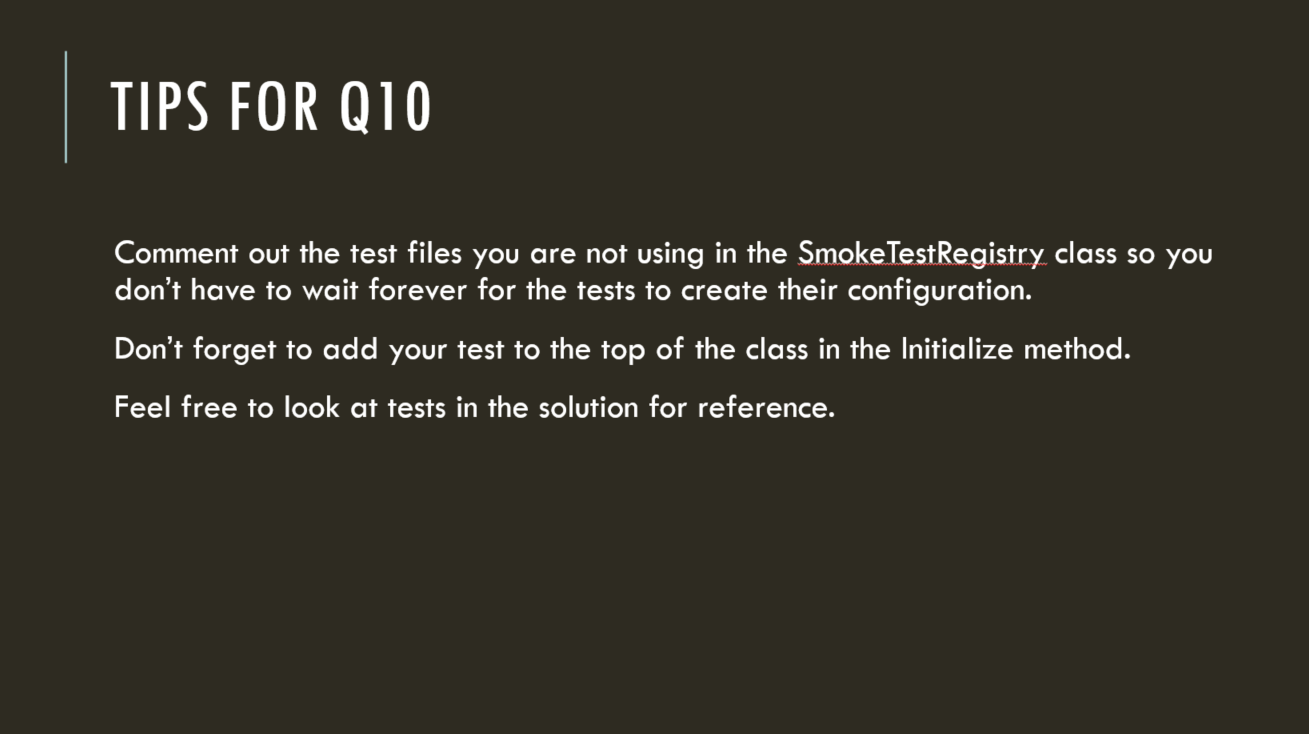 TIPS FOR Q10
Comment out the test files you are not using in the SmokeTestRegistry class so you
don’t have to wait forever for the tests to create their configuration.
Don’t forget to add your test to the top of the class in the Initialize method.
Feel free to look at tests in the solution for reference.